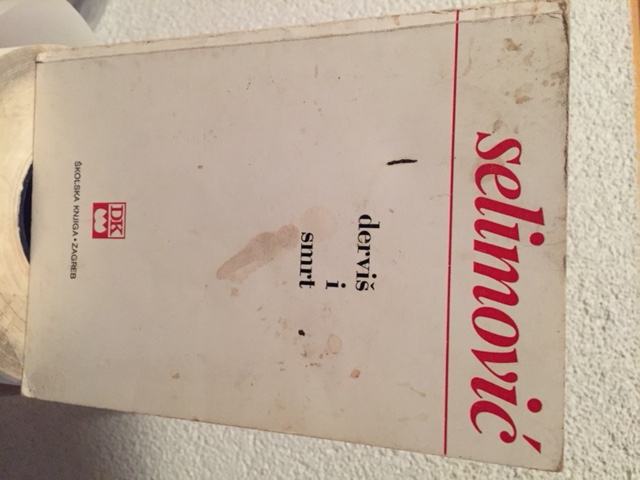 selimović
derviš
i
smrt
DK
ŠKOLSKA KNJIGA • ZAGREB